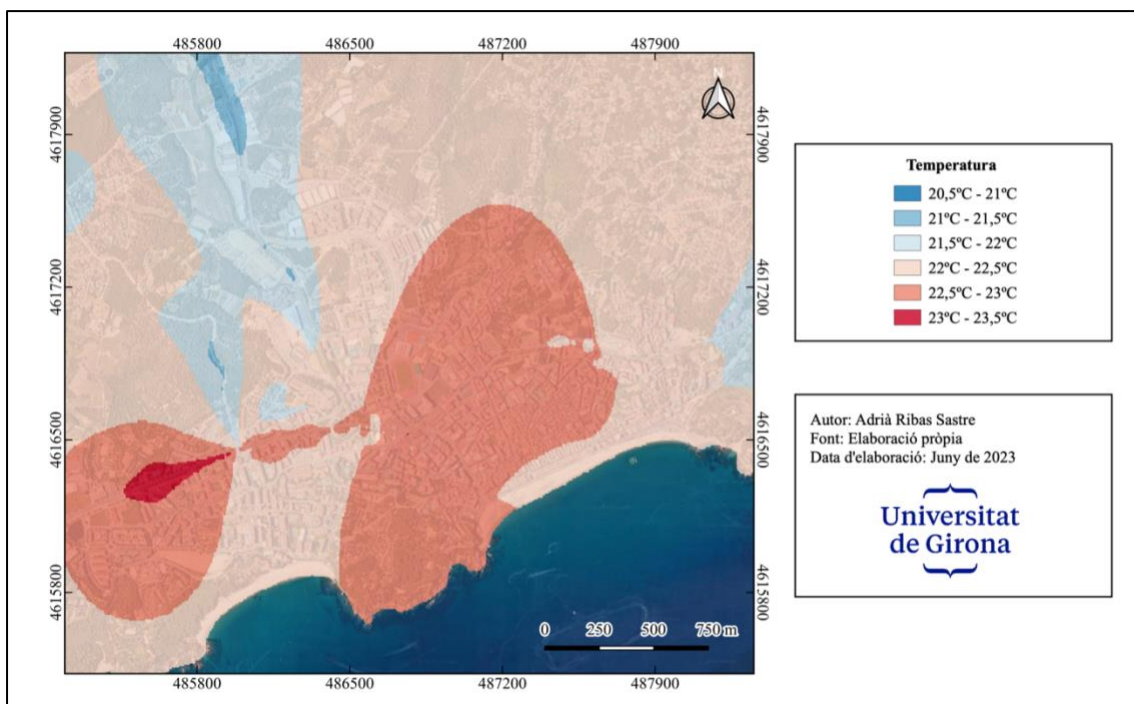 485800 486500 487200 487900
4617900
4617200
4616500
4615800
N
4617900
4617200
4616500
4615800
0 250 500 750 m
485800 486500 487200 487900
Temperatura
20,5ºC - 21ºC
21ºC - 21,5ºC
21,5ºC - 22ºC
22ºC - 22,5ºC
22,5ºC - 23ºC
23ºC - 23,5ºC
Autor: Adrià Ribas Sastre
Font: Elaboració pròpia
Data d'elaboració: Juny de 2023
Universitat
de Girona